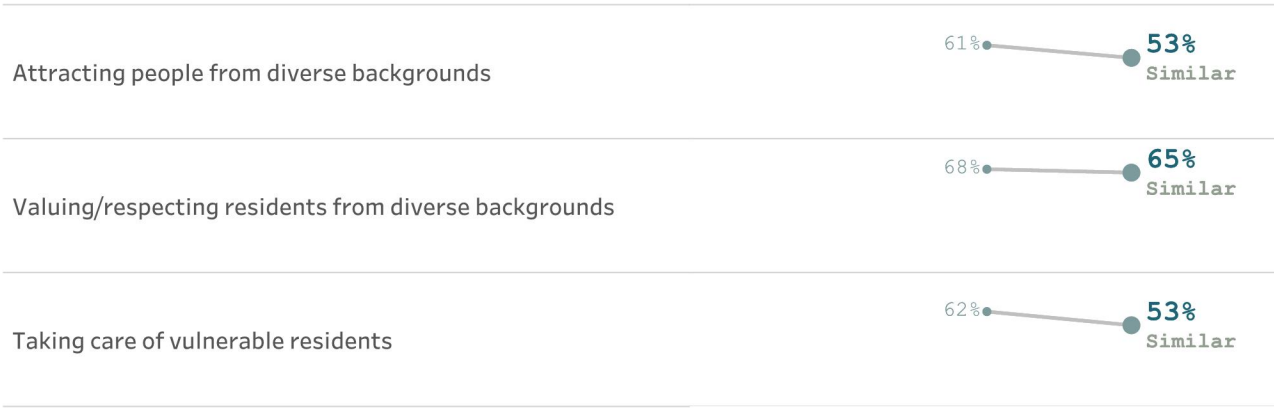 61%
53%
Similar
Attracting people from diverse backgrounds
68%
65%
Similar
Valuing/respecting residents from diverse backgrounds
62%
53%
Similar
Taking care of vulnerable residents